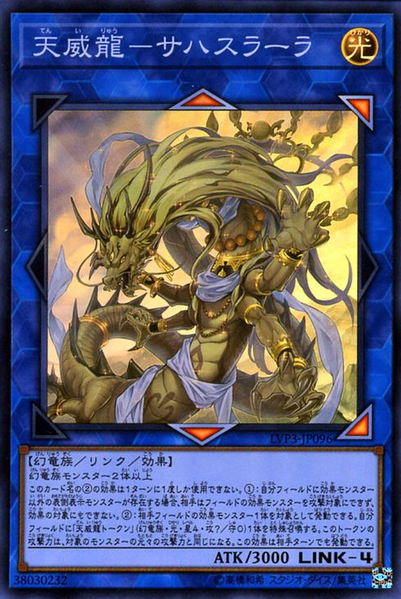 天威龍－サハスラーラ
光
LVP3-JP096
【幻竜族／リンク／効果】
幻竜族モンスター2体以上
このカード名の②の効果は1ターンに1度しか使用できない。①：自分フィールドに効果モンスター
以外の表側表示モンスターが存在する場合、相手はフィールドの効果モンスターを攻撃対象にできず、
効果の対象にもできない。②：相手フィールドの効果モンスター1体を対象として発動できる。自分
フィールドに「天威龍トークン」（幻竜族・光・星4・攻？／守0）1体を特殊召喚する。このトークンの
攻撃力は、対象のモンスターの元々の攻撃力と同じになる。この効果は相手ターンでも発動できる。
ATK/3000 LINK-4
38030232
©高橋和希 スタジオ・ダイス/集英社